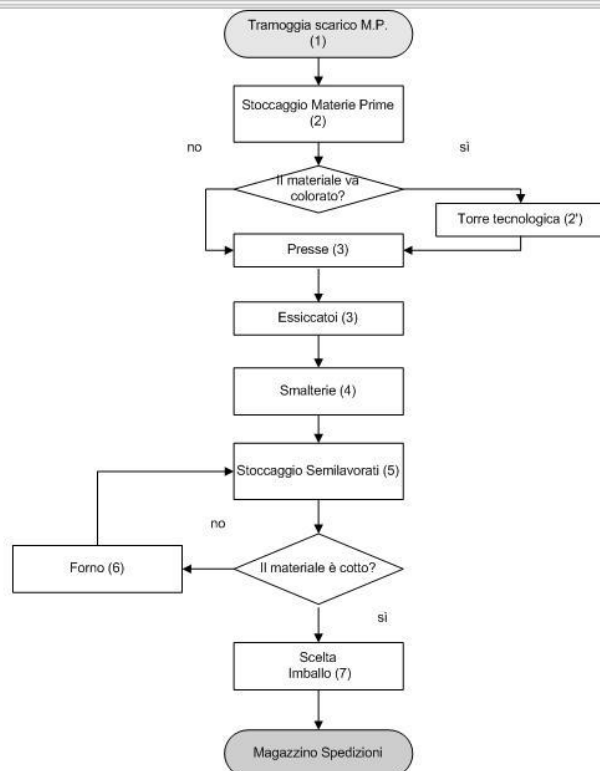 Tramoggia scarico M.P.
(1)
Stoccaggio Materie Prime
(2)
no
sì
Il materiale va
colorato?
Torre tecnologica (2')
Presse (3)
Essiccatoi (3)
Smalterie (4)
Stoccaggio Semilavorati (5)
no
Forno (6)
Il materiale è cotto?
sì
Scelta
Imballo (7)
Magazzino Spedizioni